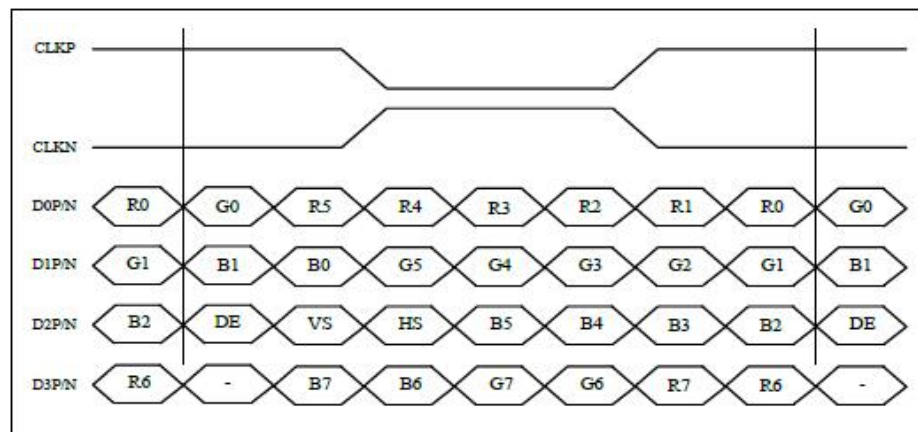 CLKP
CLKN
D0P/N R0 G0 R5 R4 R3 R2 R1 R0 G0
D1P/N G1 B1 B0 G5 G4 G3 G2 G1 B1
D2P/N B2 DE VS HS B5 B4 B3 B2 DE
D3P/N R6 - B7 B6 G7 G6 R7 R6 -